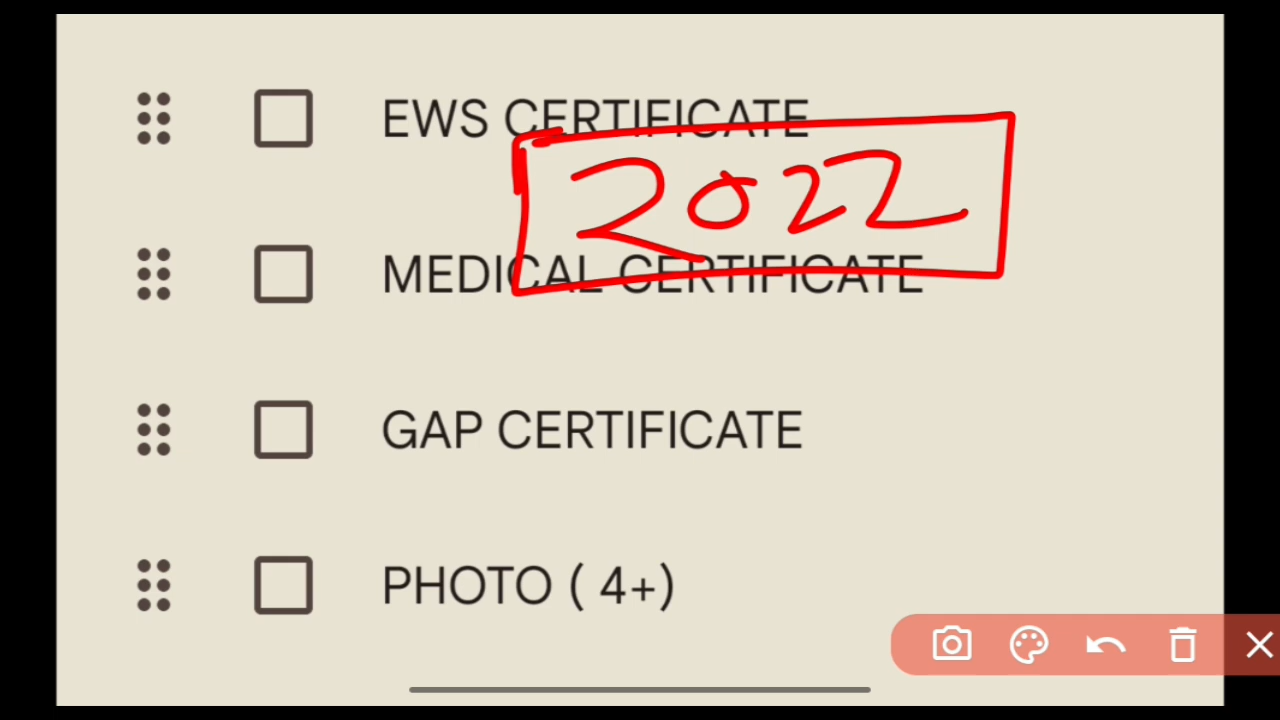 EWS CERTIFICATE
2022
MEDICAL CERTIFICATE
GAP CERTIFICATE
PHOTO ( 4+)